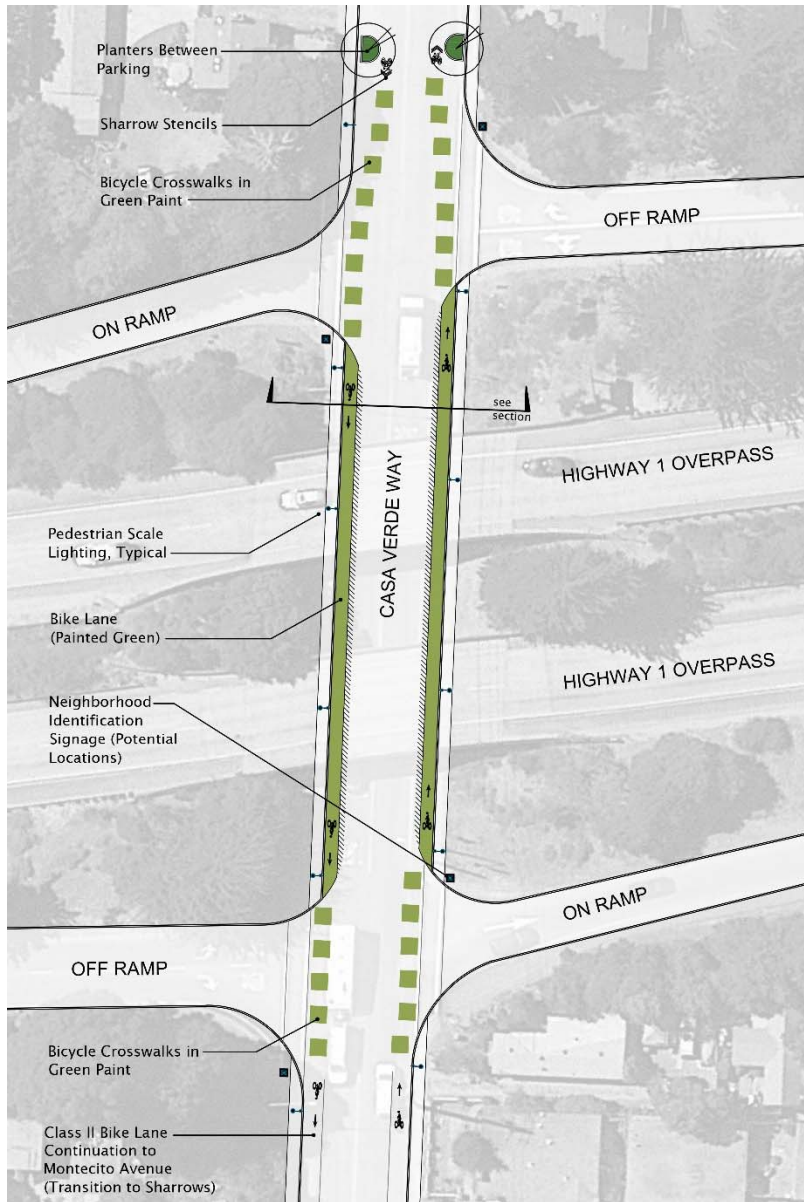 Planters Between
Parking
Sharrow Stencils
Bicycle Crosswalks in
Green Paint
OFF RAMP
ON RAMP
see
section
HIGHWAY 1 OVERPASS
CASA VERDE WAY
Pedestrian Scale
Lighting, Typical
Bike Lane
(Painted Green)
HIGHWAY 1 OVERPASS
Neighborhood
Identification
Signage (Potential
Locations)
ON RAMP
OFF RAMP
Bicycle Crosswalks in
Green Paint
Class II Bike Lane
Continuation to
Montecito Avenue
(Transition to Sharrows)